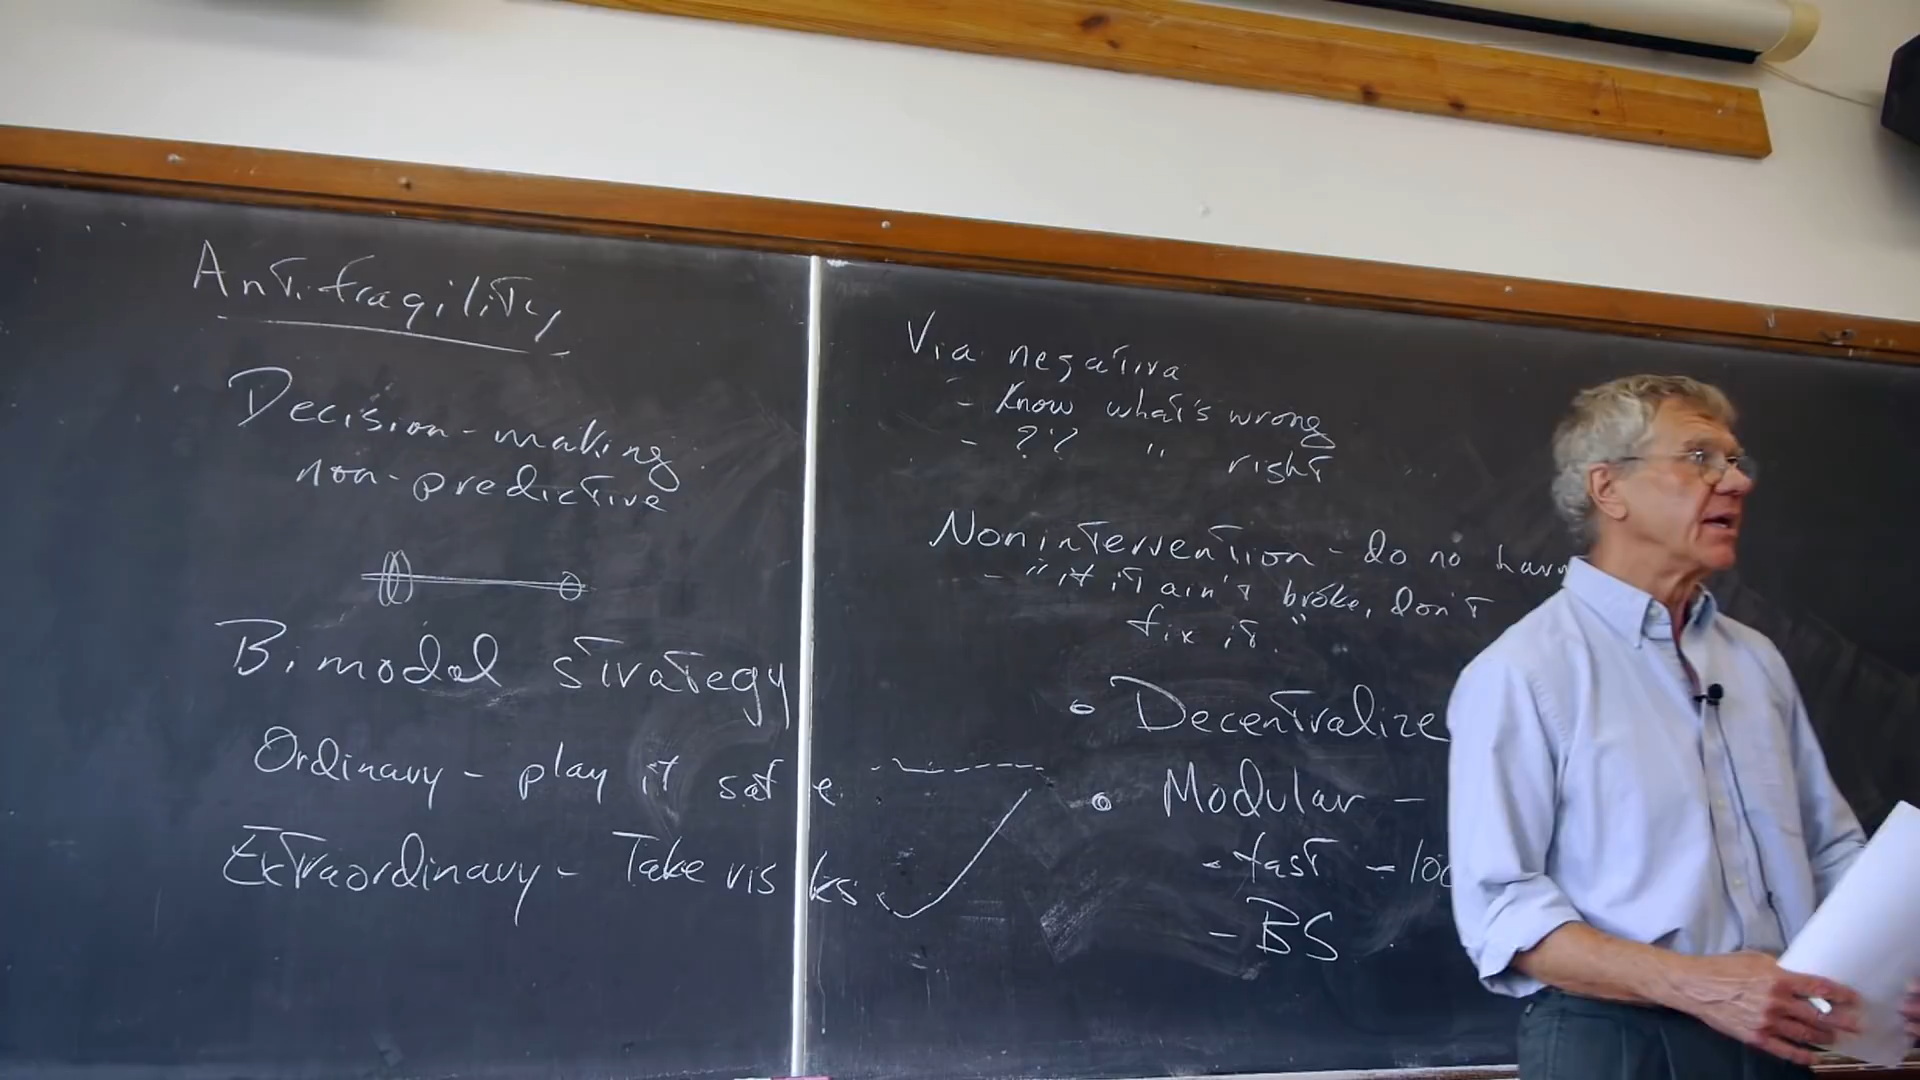 Antifragility
Decision-making
non-predictive
Bimodal strategy
Ordinary - play it safe
Extraordinary - Take risks
Via negativa
- Know what's wrong
- ?? " right
Nonintervention - do no harm
- "if it ain't broke, don't
fix it."
• Decentralize
• Modular -
- fast -
- BS